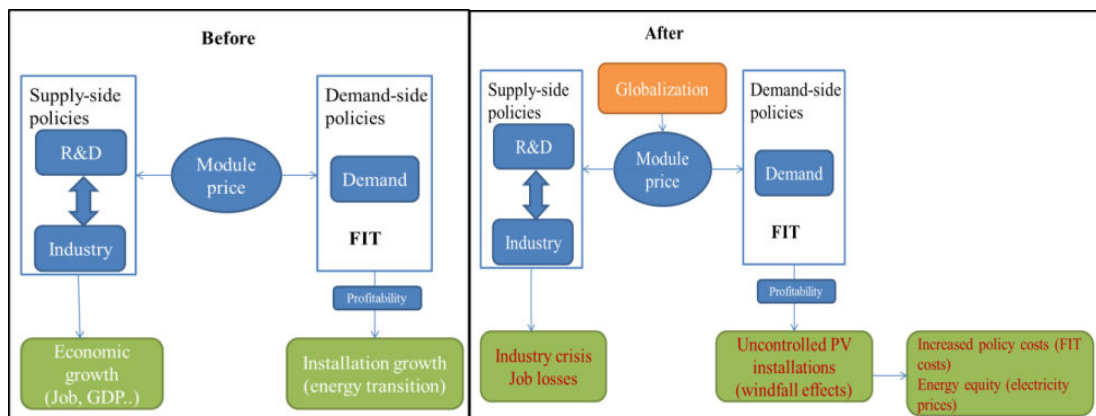 Before
Supply-side
policies
R&D
Industry
Module
price
Demand-side
policies
Demand
FIT
Profitability
Economic
growth
(Job, GDP..)
Installation growth
(energy transition)
After
Supply-side
policies
R&D
Industry
Globalization
Module
price
Demand-side
policies
Demand
FIT
Profitability
Industry crisis
Job losses
Uncontrolled PV
installations
(windfall effects)
Increased policy costs (FIT
costs)
Energy equity (electricity
prices)